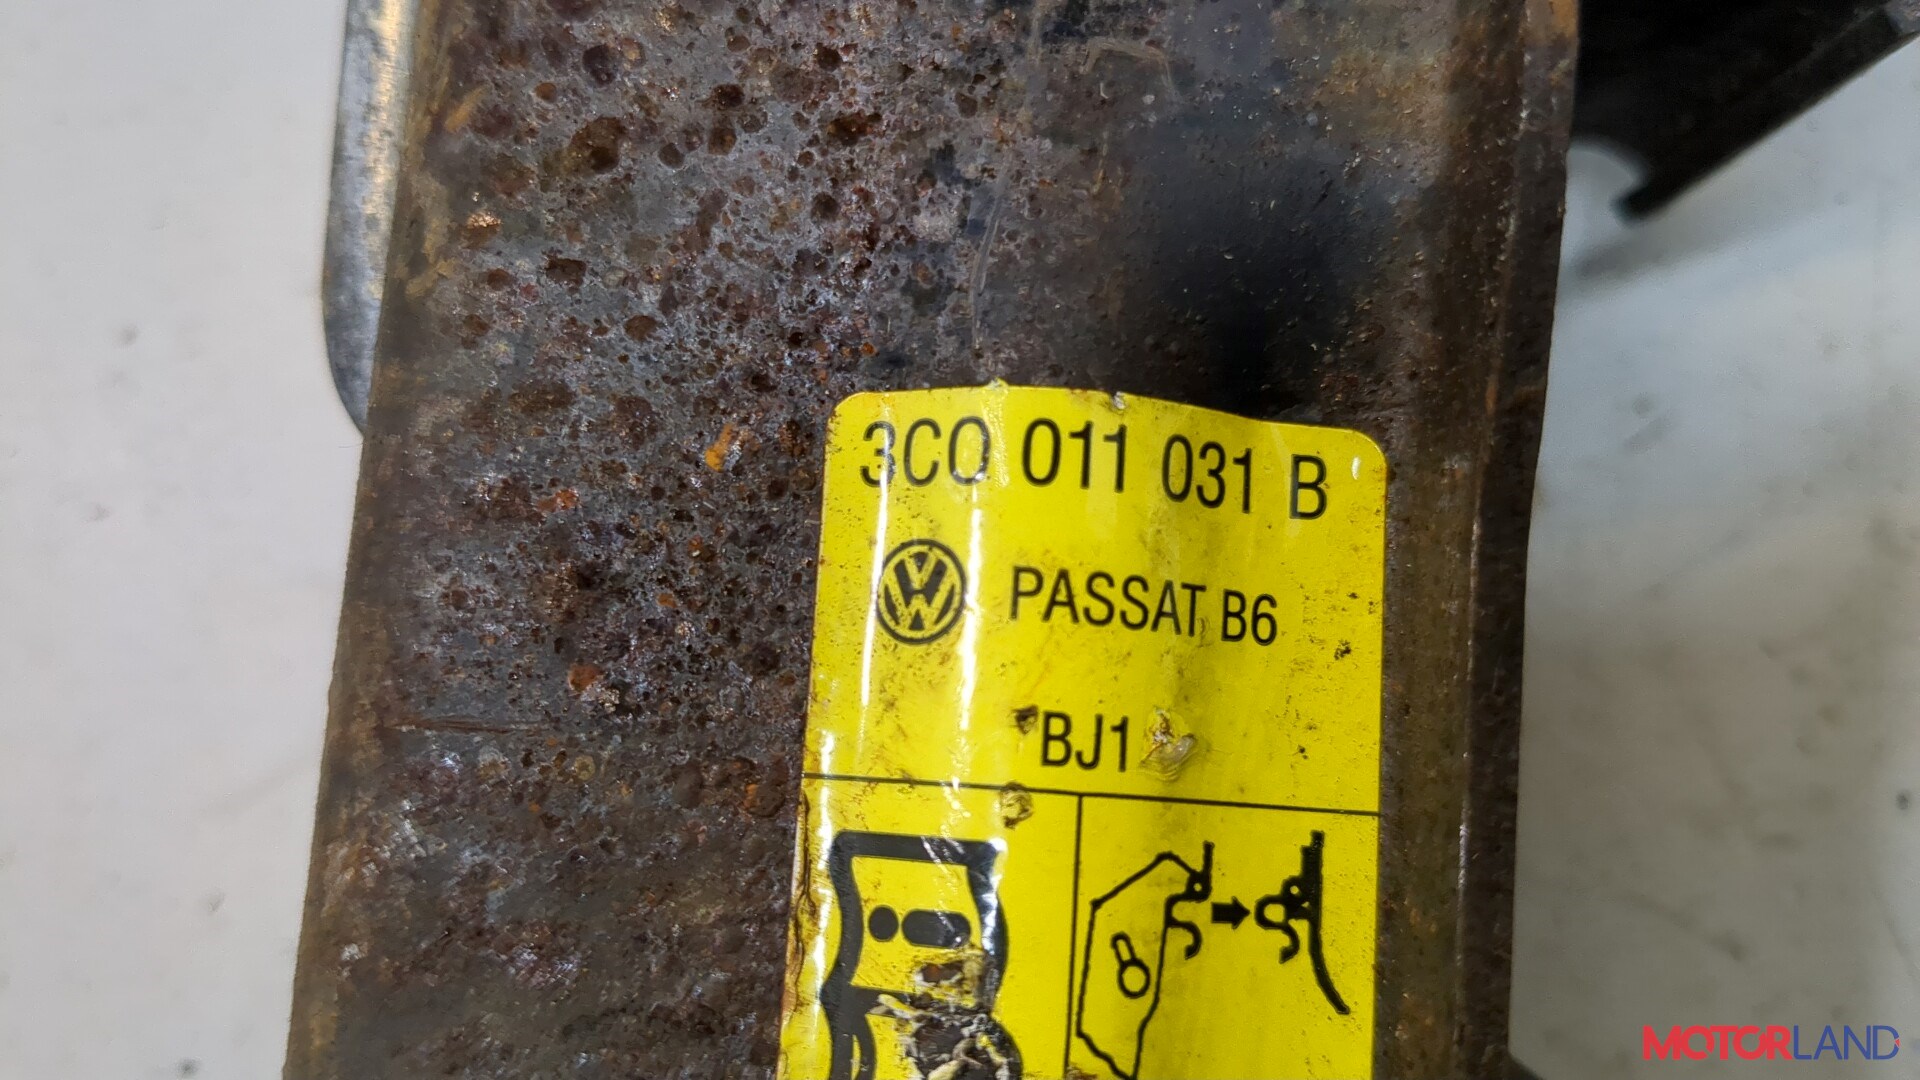 3C0 011 031 B
PASSAT B6
BJ1
MOTORLAND